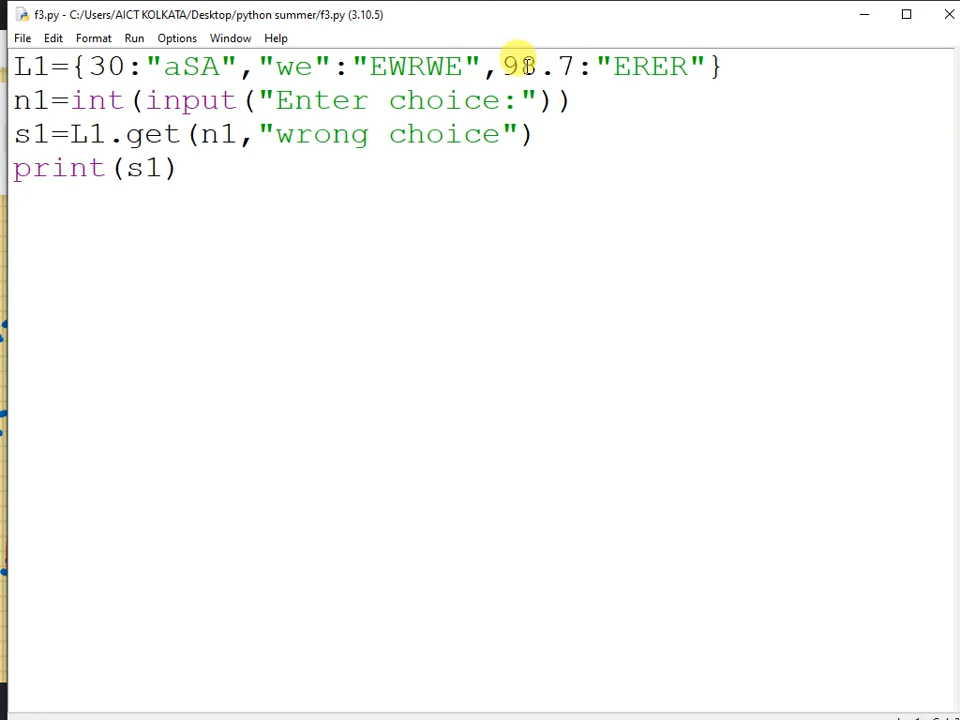 f3.py - C:/Users/AICT KOLKATA/Desktop/python summer/f3.py (3.10.5)
File Edit Format Run Options Window Help
L1={30:"aSA","we":"EWRWE",98.7:"ERER"}
n1=int(input("Enter choice:"))
s1=L1.get(n1,"wrong choice")
print(s1)